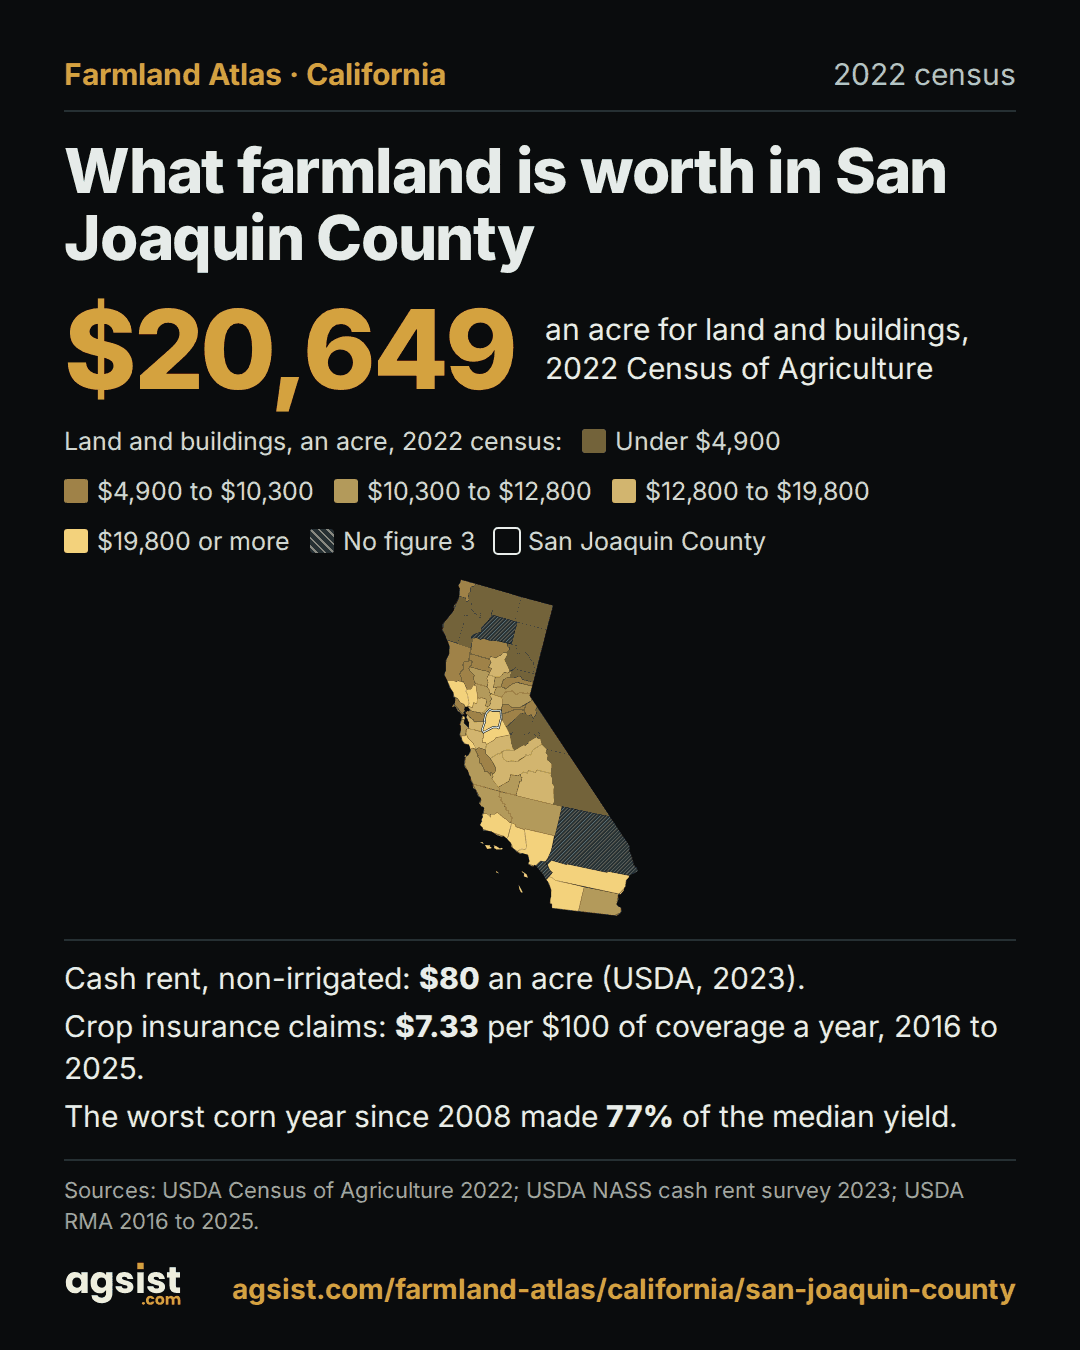 Farmland Atlas · California
2022 census
What farmland is worth in San
Joaquin County
$20,649
an acre for land and buildings,
2022 Census of Agriculture
Land and buildings, an acre, 2022 census: Under $4,900
$4,900 to $10,300 $10,300 to $12,800 $12,800 to $19,800
$19,800 or more No figure 3 San Joaquin County
Cash rent, non-irrigated: $80 an acre (USDA, 2023).
Crop insurance claims: $7.33 per $100 of coverage a year, 2016 to
2025.
The worst corn year since 2008 made 77% of the median yield.
Sources: USDA Census of Agriculture 2022; USDA NASS cash rent survey 2023; USDA
RMA 2016 to 2025.
agsist
.com
agsist.com/farmland-atlas/california/san-joaquin-county